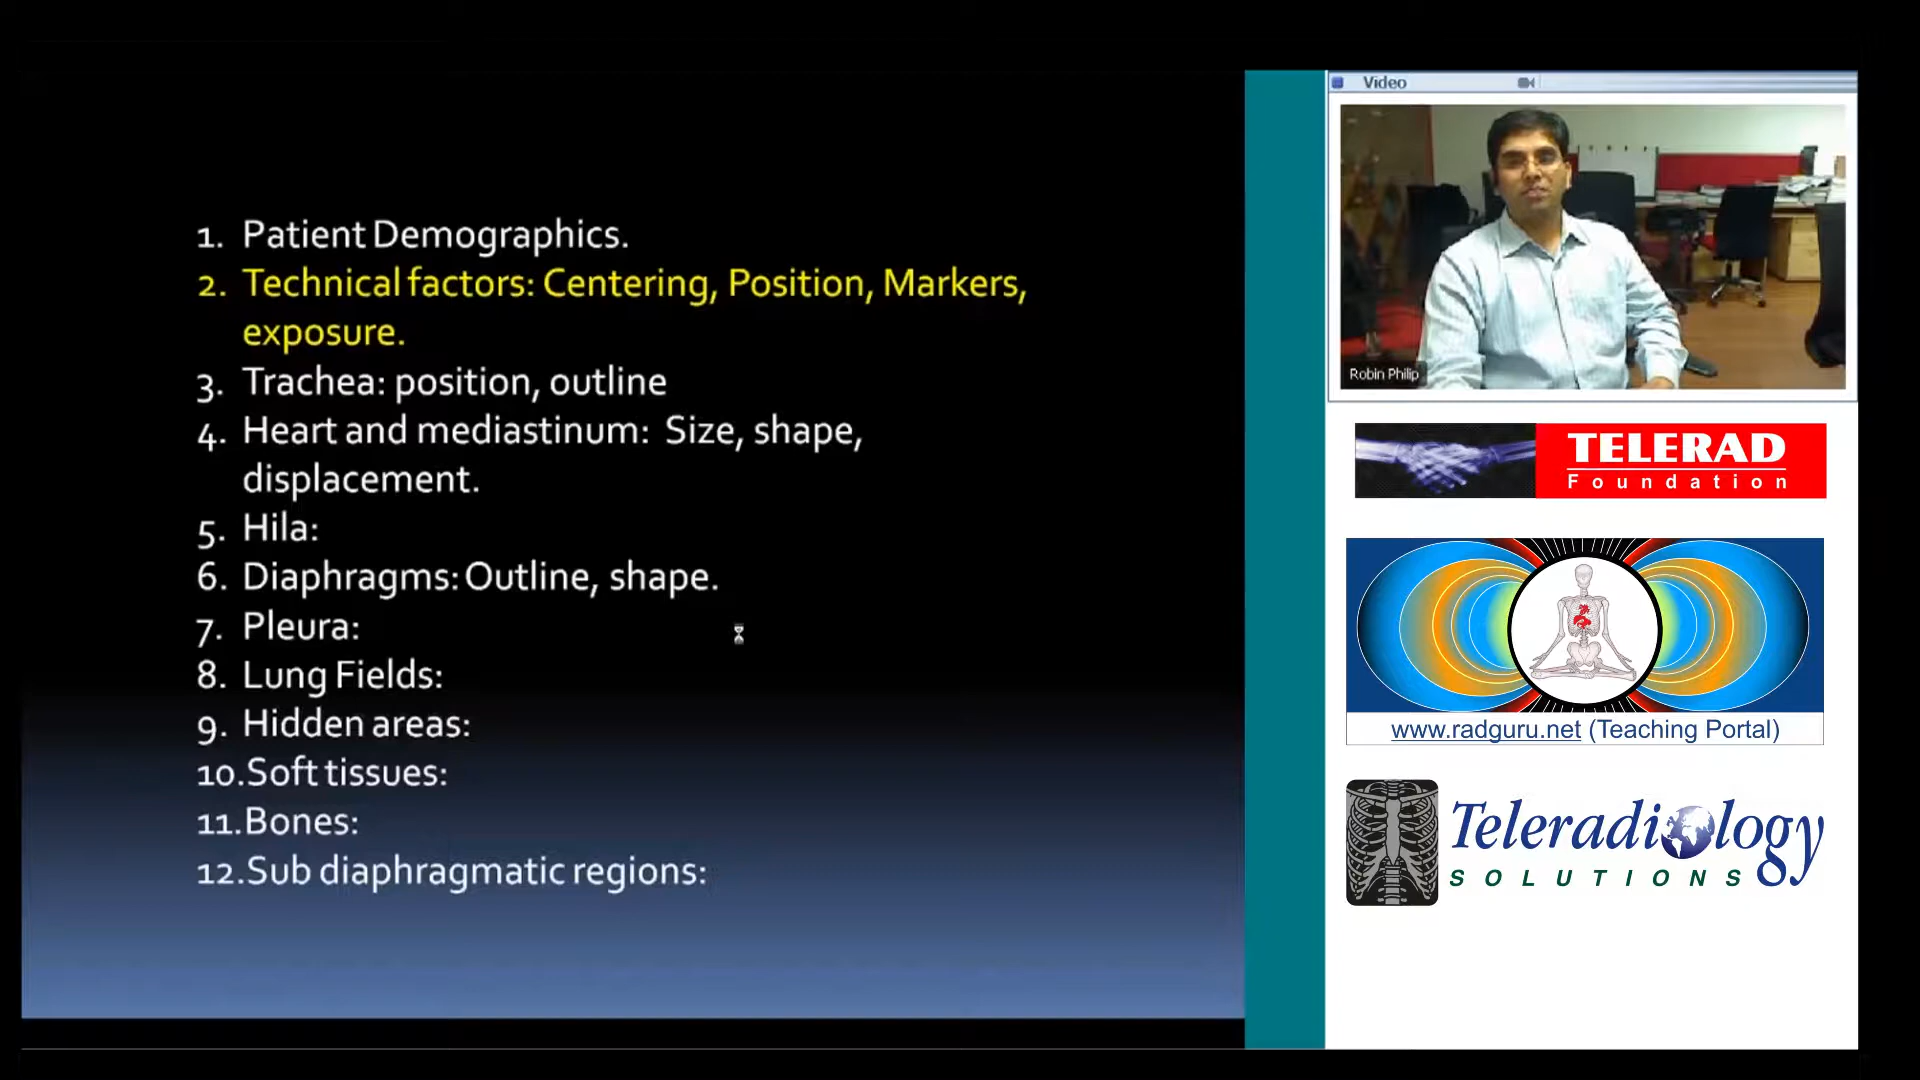 1. Patient Demographics.
2. Technical factors: Centering, Position, Markers,
exposure.
3. Trachea: position, outline
4. Heart and mediastinum:  Size, shape,
displacement.
5. Hila:
6. Diaphragms: Outline, shape.
7. Pleura:
8. Lung Fields:
9. Hidden areas:
10. Soft tissues:
11. Bones:
12. Sub diaphragmatic regions:
Video
Robin Philip
TELERAD
Foundation
www.radguru.net (Teaching Portal)
Teleradiology
SOLUTIONS